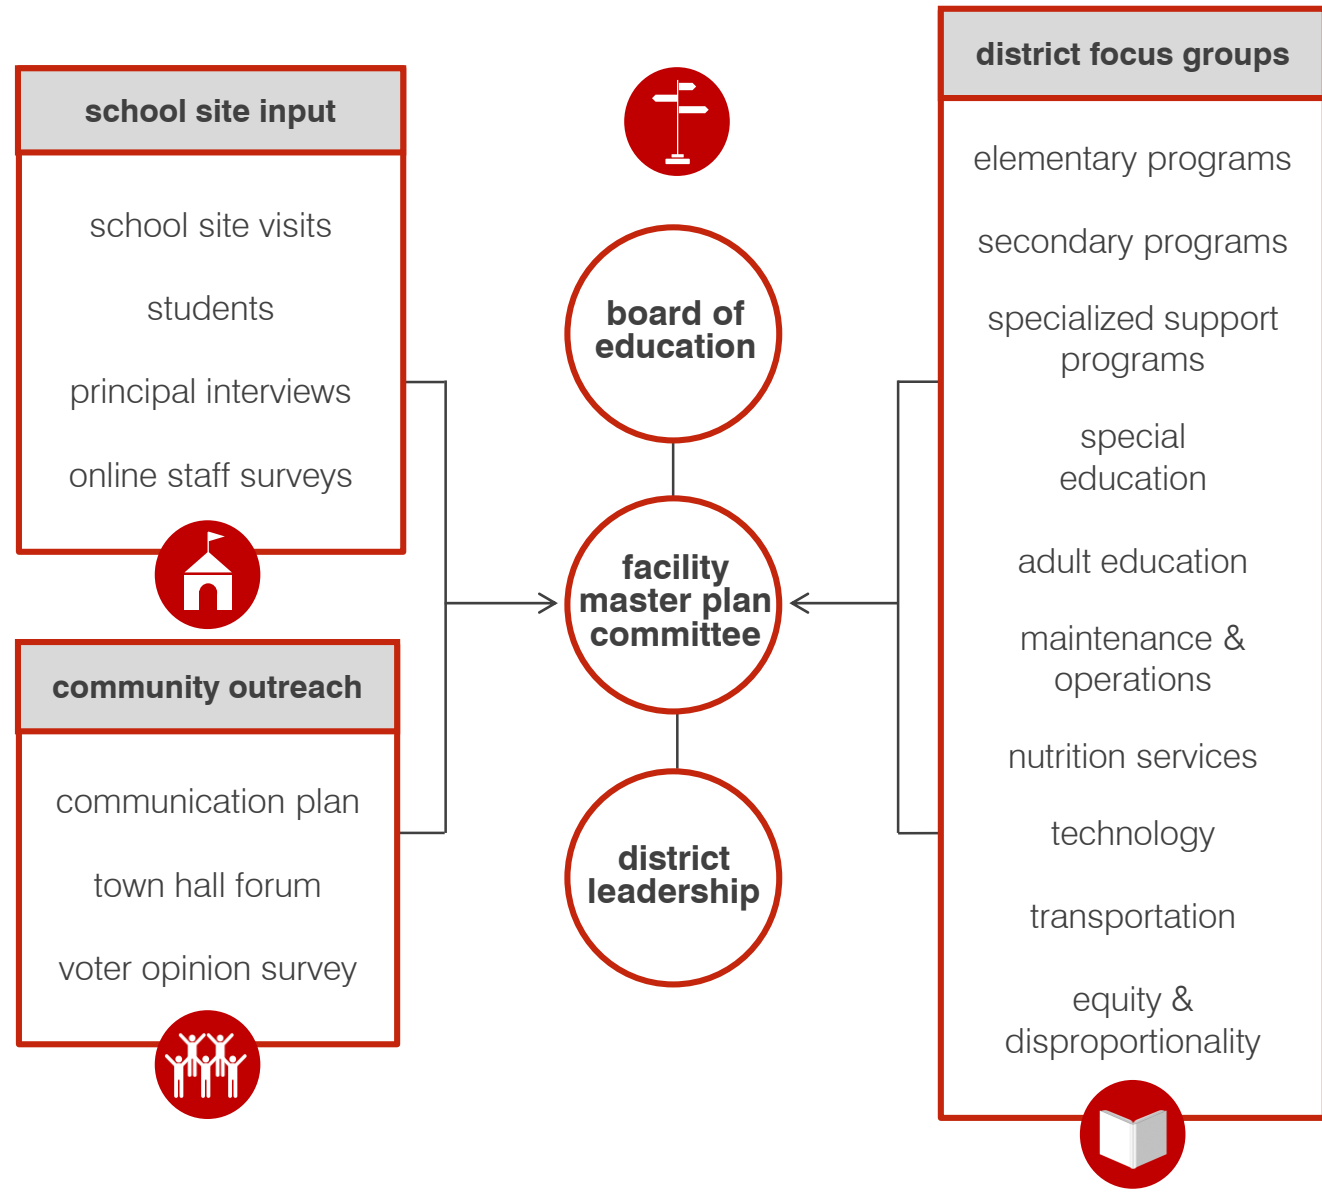 school site input
school site visits
students
principal interviews
online staff surveys
community outreach
communication plan
town hall forum
voter opinion survey
board of
education
facility
master plan
committee
district
leadership
district focus groups
elementary programs
secondary programs
specialized support
programs
special
education
adult education
maintenance &
operations
nutrition services
technology
transportation
equity &
disproportionality